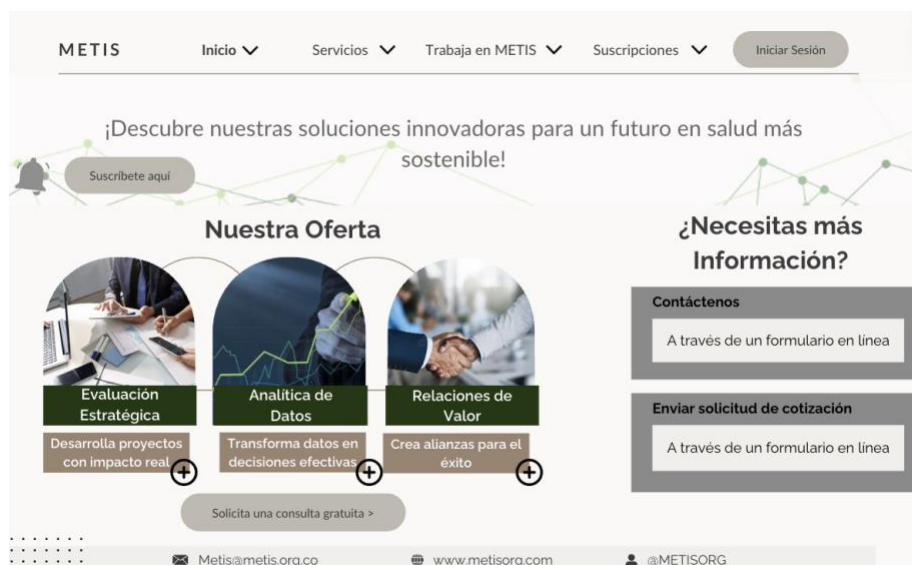 METIS
Inicio
Servicios
Trabaja en METIS
Suscripciones
Iniciar Sesión
¡Descubre nuestras soluciones innovadoras para un futuro en salud más
sostenible!
Suscríbete aquí
Nuestra Oferta
Evaluación
Estratégica
Desarrolla proyectos
con impacto real
Analítica de
Datos
Transforma datos en
decisiones efectivas
Relaciones de
Valor
Crea alianzas para el
éxito
Solicita una consulta gratuita >
¿Necesitas más
Información?
Contáctenos
A través de un formulario en línea
Enviar solicitud de cotización
A través de un formulario en línea
Metis@metis.org.co
www.metisorg.com
@METISORG